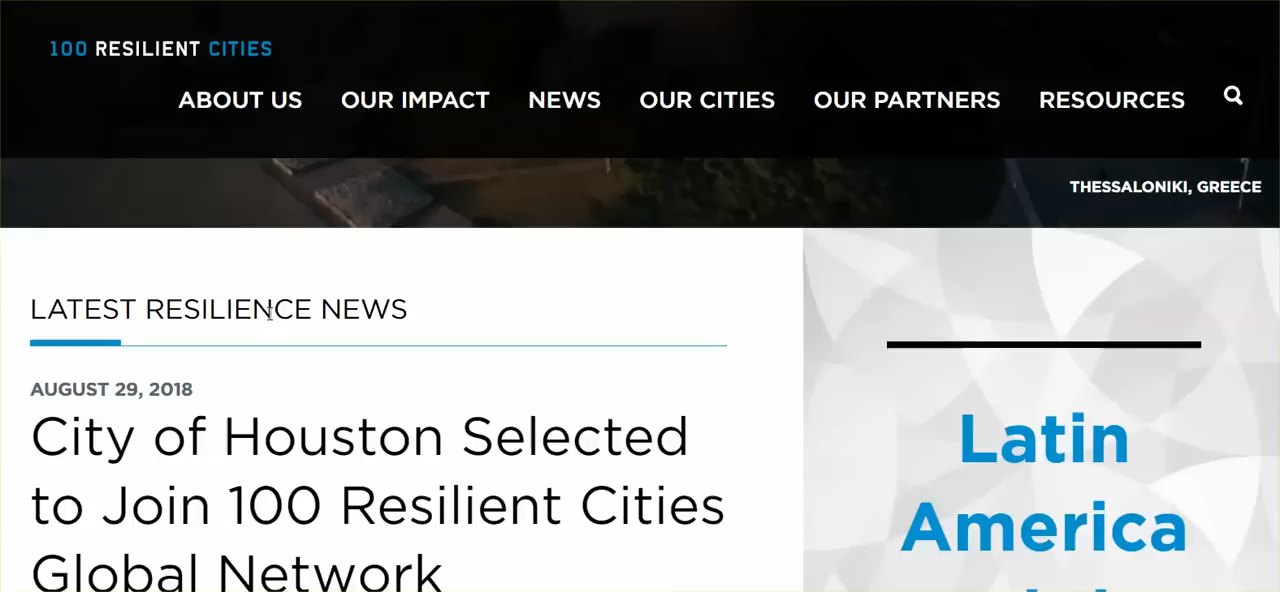 100 RESILIENT CITIES
ABOUT US OUR IMPACT NEWS OUR CITIES OUR PARTNERS RESOURCES
THESSALONIKI, GREECE
LATEST RESILIENCE NEWS
AUGUST 29, 2018
City of Houston Selected
to Join 100 Resilient Cities
Global Network
Latin
America